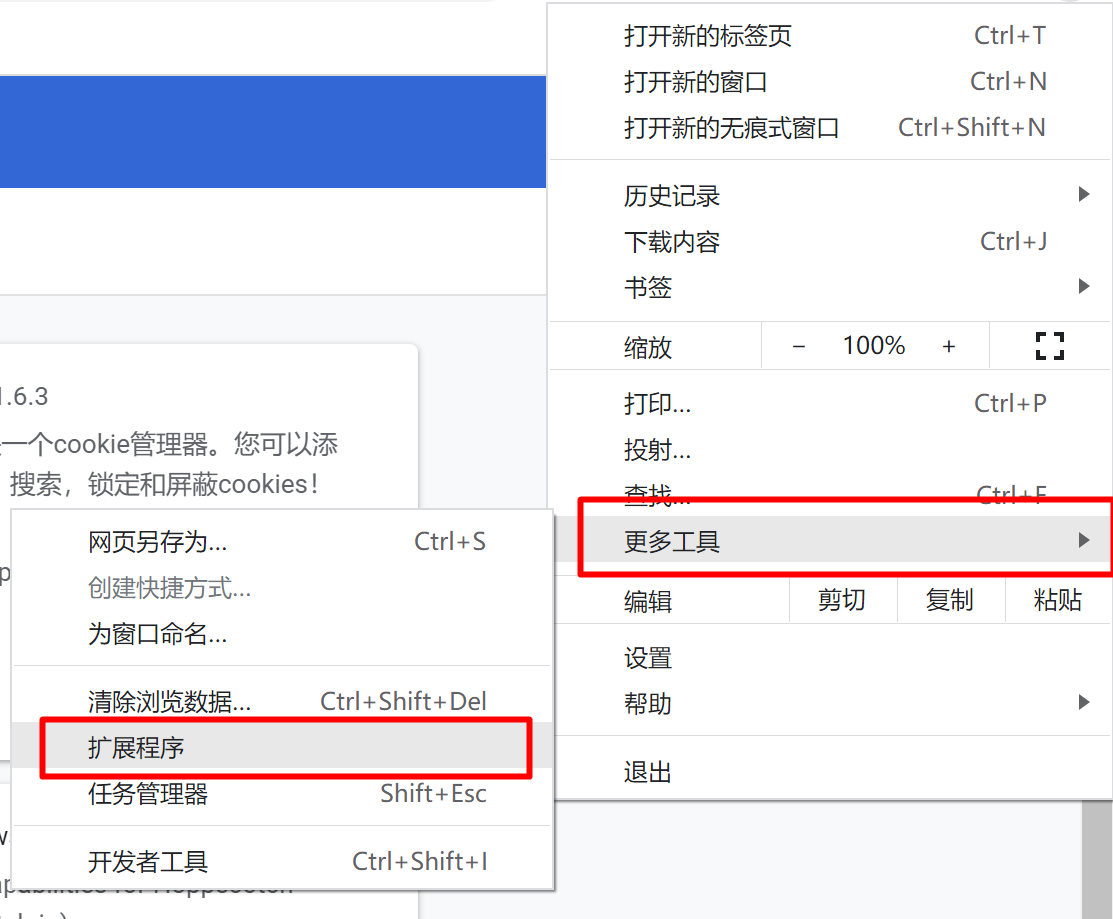 打开新的标签页 Ctrl+T
打开新的窗口 Ctrl+N
打开新的无痕式窗口 Ctrl+Shift+N
历史记录
下载内容 Ctrl+J
书签
缩放 − 100% +
打印... Ctrl+P
投射...
查找... Ctrl+F
更多工具
编辑 剪切 复制 粘贴
设置
帮助
退出
.6.3
一个cookie管理器。您可以添
搜索，锁定和屏蔽cookies！
网页另存为... Ctrl+S
创建快捷方式...
为窗口命名...
清除浏览数据... Ctrl+Shift+Del
扩展程序
任务管理器 Shift+Esc
开发者工具 Ctrl+Shift+I